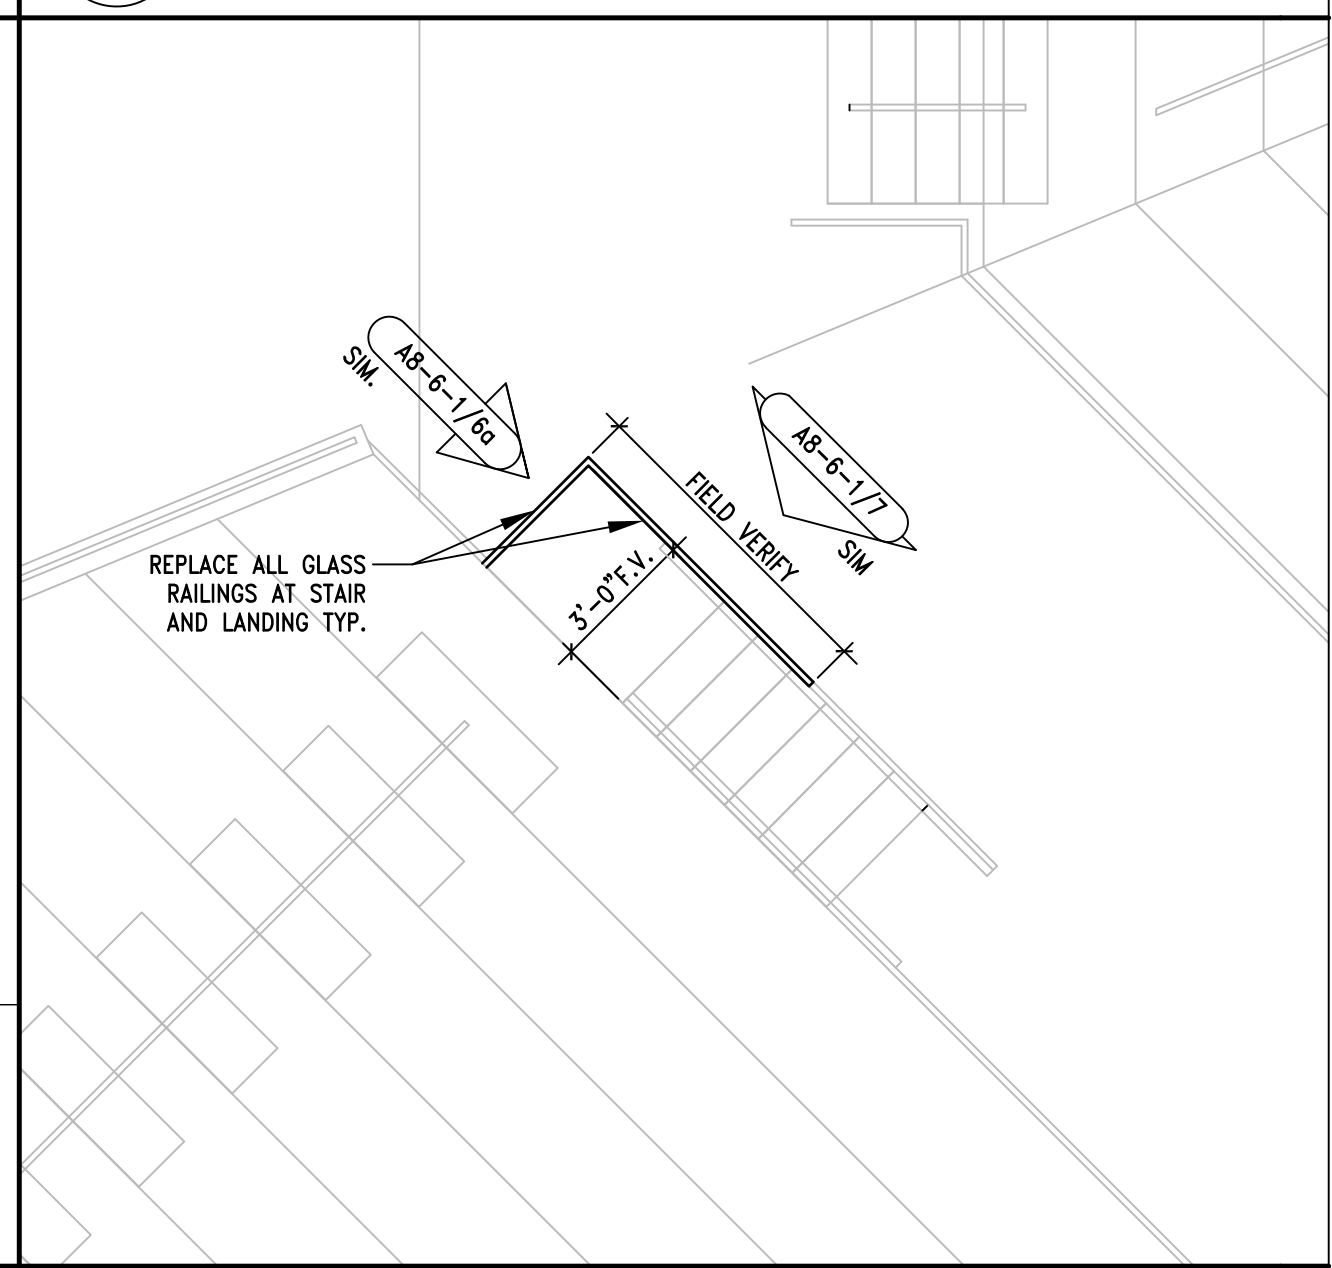 A8-6-1/6a
SIM.
A8-6-1/7
SIM
FIELD VERIFY
3'-0"F.V.
REPLACE ALL GLASS
RAILINGS AT STAIR
AND LANDING TYP.